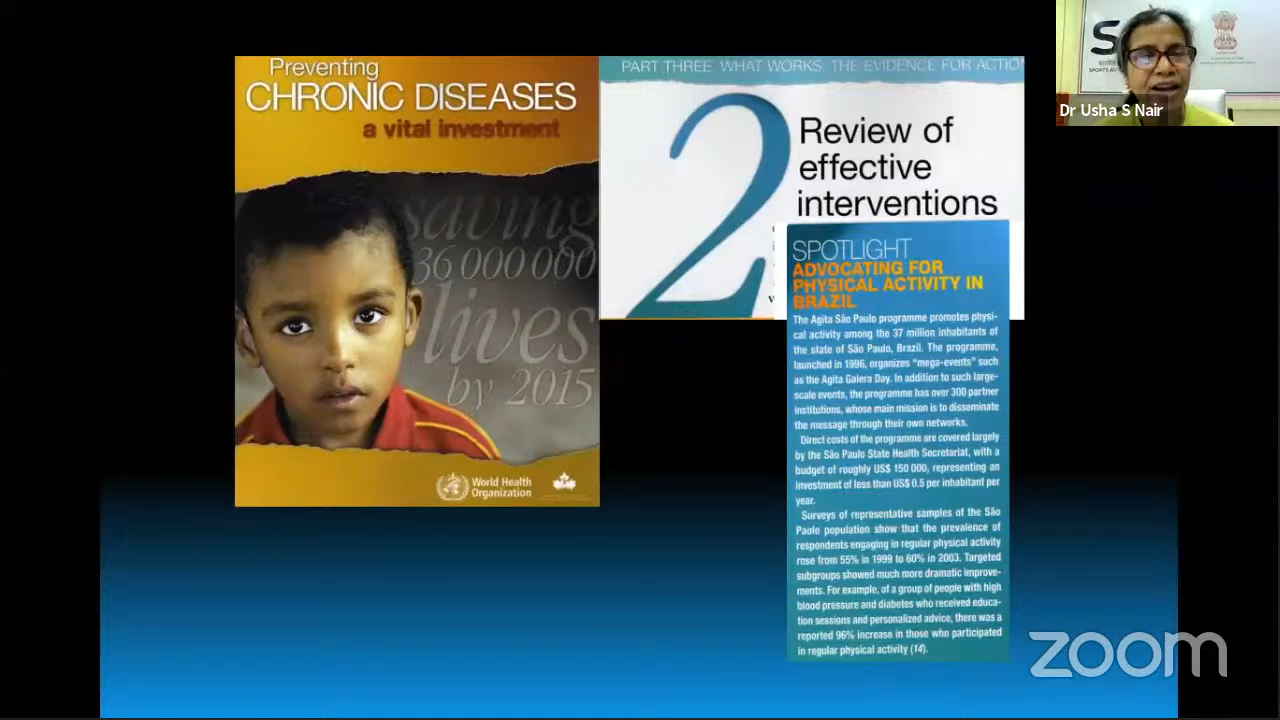 Preventing
CHRONIC DISEASES
a vital investment
saving
36 000 000
lives
by 2015
World Health
Organization
PART THREE WHAT WORKS: THE EVIDENCE FOR ACTION
2
Review of
effective
interventions
SPOTLIGHT
ADVOCATING FOR
PHYSICAL ACTIVITY IN
BRAZIL
The Agita São Paulo programme promotes physi-
cal activity among the 37 million inhabitants of
the state of São Paulo, Brazil. The programme,
launched in 1996, organizes “mega-events” such
as the Agita Galera Day. In addition to such large-
scale events, the programme has over 300 partner
institutions, whose main mission is to disseminate
the message through their own networks.
Direct costs of the programme are covered largely
by the São Paulo State Health Secretariat, with a
budget of roughly US$ 150 000, representing an
investment of less than US$ 0.5 per inhabitant per
year.
Surveys of representative samples of the São
Paulo population show that the prevalence of
respondents engaging in regular physical activity
rose from 55% in 1999 to 60% in 2003. Targeted
subgroups showed much more dramatic improve-
ments. For example, of a group of people with high
blood pressure and diabetes who received educa-
tion sessions and personalized advice, there was a
reported 96% increase in those who participated
in regular physical activity (14).
Dr Usha S Nair
zoom